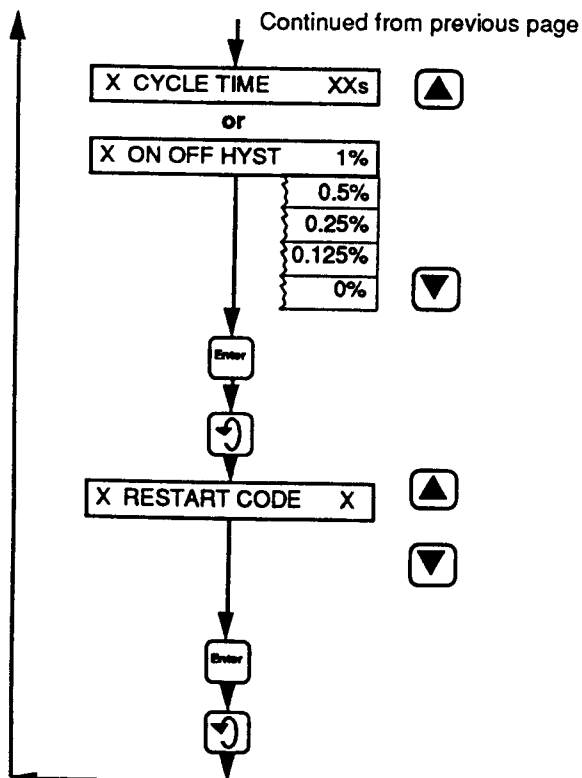 Continued from previous page
X CYCLE TIME XXs
or
X ON OFF HYST 1%
0.5%
0.25%
0.125%
0%
Enter
X RESTART CODE X
Enter